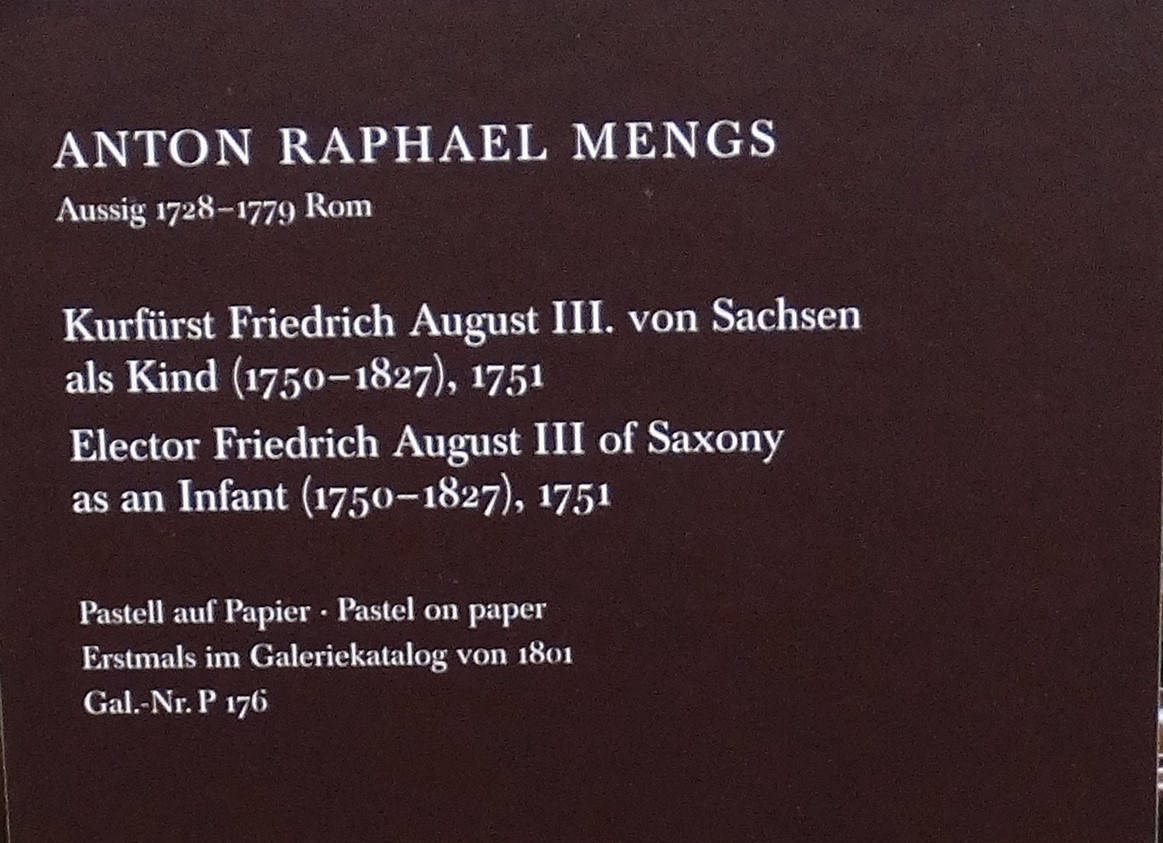 ANTON RAPHAEL MENGS
Aussig 1728–1779 Rom
Kurfürst Friedrich August III. von Sachsen
als Kind (1750–1827), 1751
Elector Friedrich August III of Saxony
as an Infant (1750–1827), 1751
Pastell auf Papier · Pastel on paper
Erstmals im Galeriekatalog von 1801
Gal.-Nr. P 176